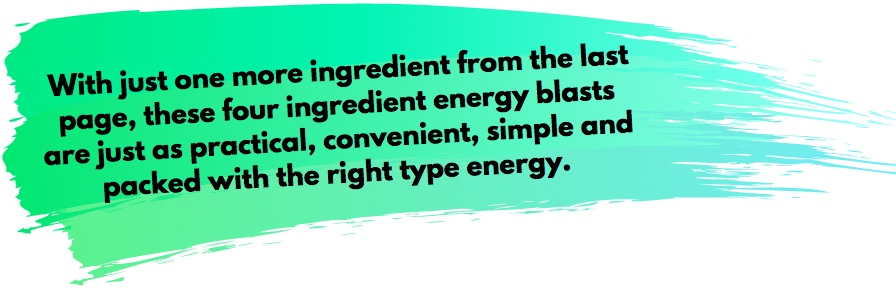 With just one more ingredient from the last
page, these four ingredient energy blasts
are just as practical, convenient, simple and
packed with the right type energy.